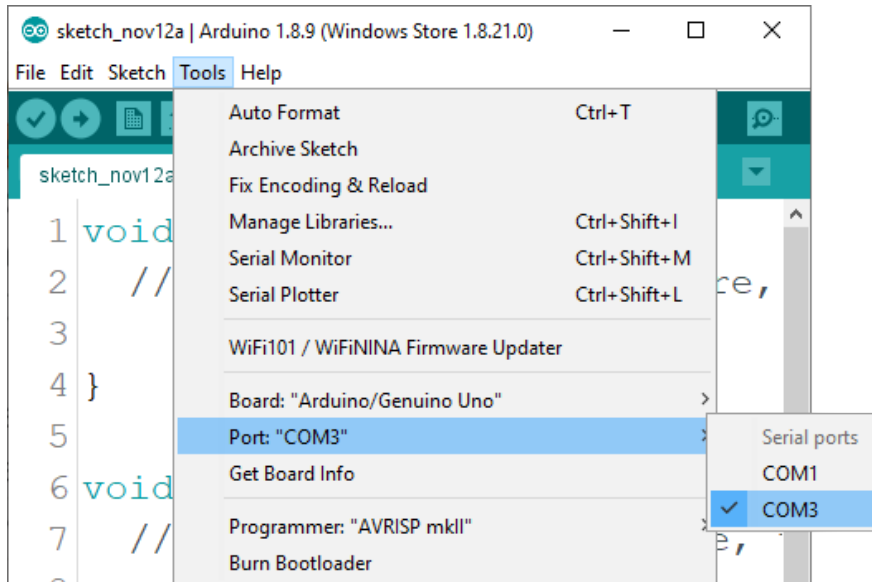 sketch_nov12a | Arduino 1.8.9 (Windows Store 1.8.21.0)
File Edit Sketch Tools Help
sketch_nov12a
Auto Format Ctrl+T
Archive Sketch
Fix Encoding & Reload
Manage Libraries... Ctrl+Shift+I
Serial Monitor Ctrl+Shift+M
Serial Plotter Ctrl+Shift+L
WiFi101 / WiFiNINA Firmware Updater
Board: "Arduino/Genuino Uno"
Port: "COM3"
Get Board Info
Programmer: "AVRISP mkII"
Burn Bootloader
Serial ports
COM1
COM3
1 void
2 // re,
3
4 }
5
6 void
7 // e,